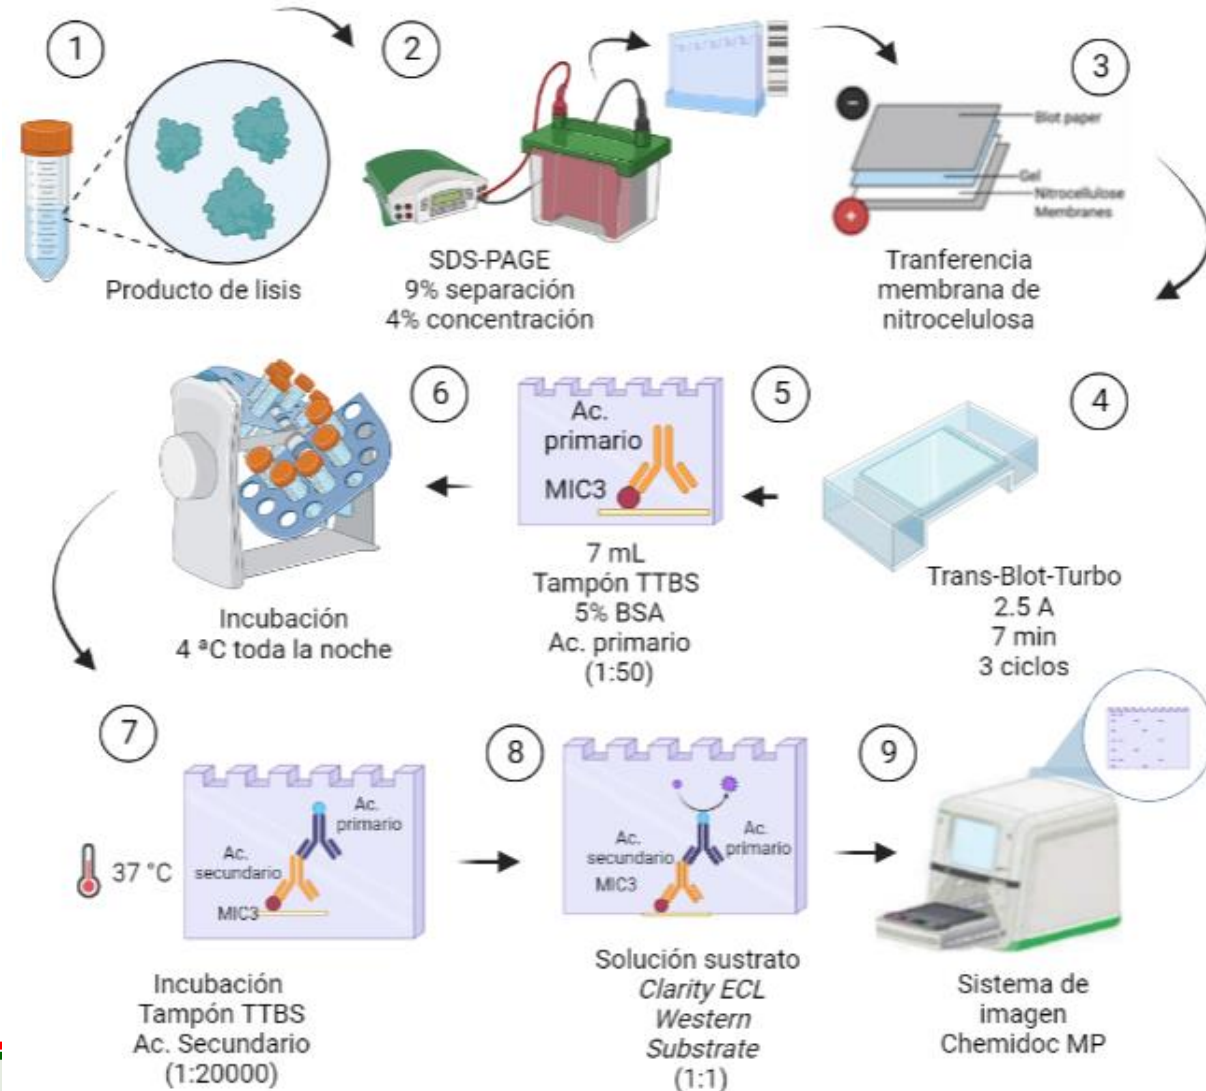 1
Producto de lisis
2
SDS-PAGE
9% separación
4% concentración
3
-
Blot paper
Gel
Nitrocellulose
Membranes
+
Tranferencia
membrana de
nitrocelulosa
4
Trans-Blot-Turbo
2.5 A
7 min
3 ciclos
5
Ac.
primario
MIC3
7 mL
Tampón TTBS
5% BSA
Ac. primario
(1:50)
6
Incubación
4 ªC toda la noche
7
37 °C
Ac.
primario
Ac.
secundario
MIC3
Incubación
Tampón TTBS
Ac. Secundario
(1:20000)
8
Ac.
secundario
Ac.
primario
MIC3
Solución sustrato
Clarity ECL
Western
Substrate
(1:1)
9
Sistema de
imagen
Chemidoc MP